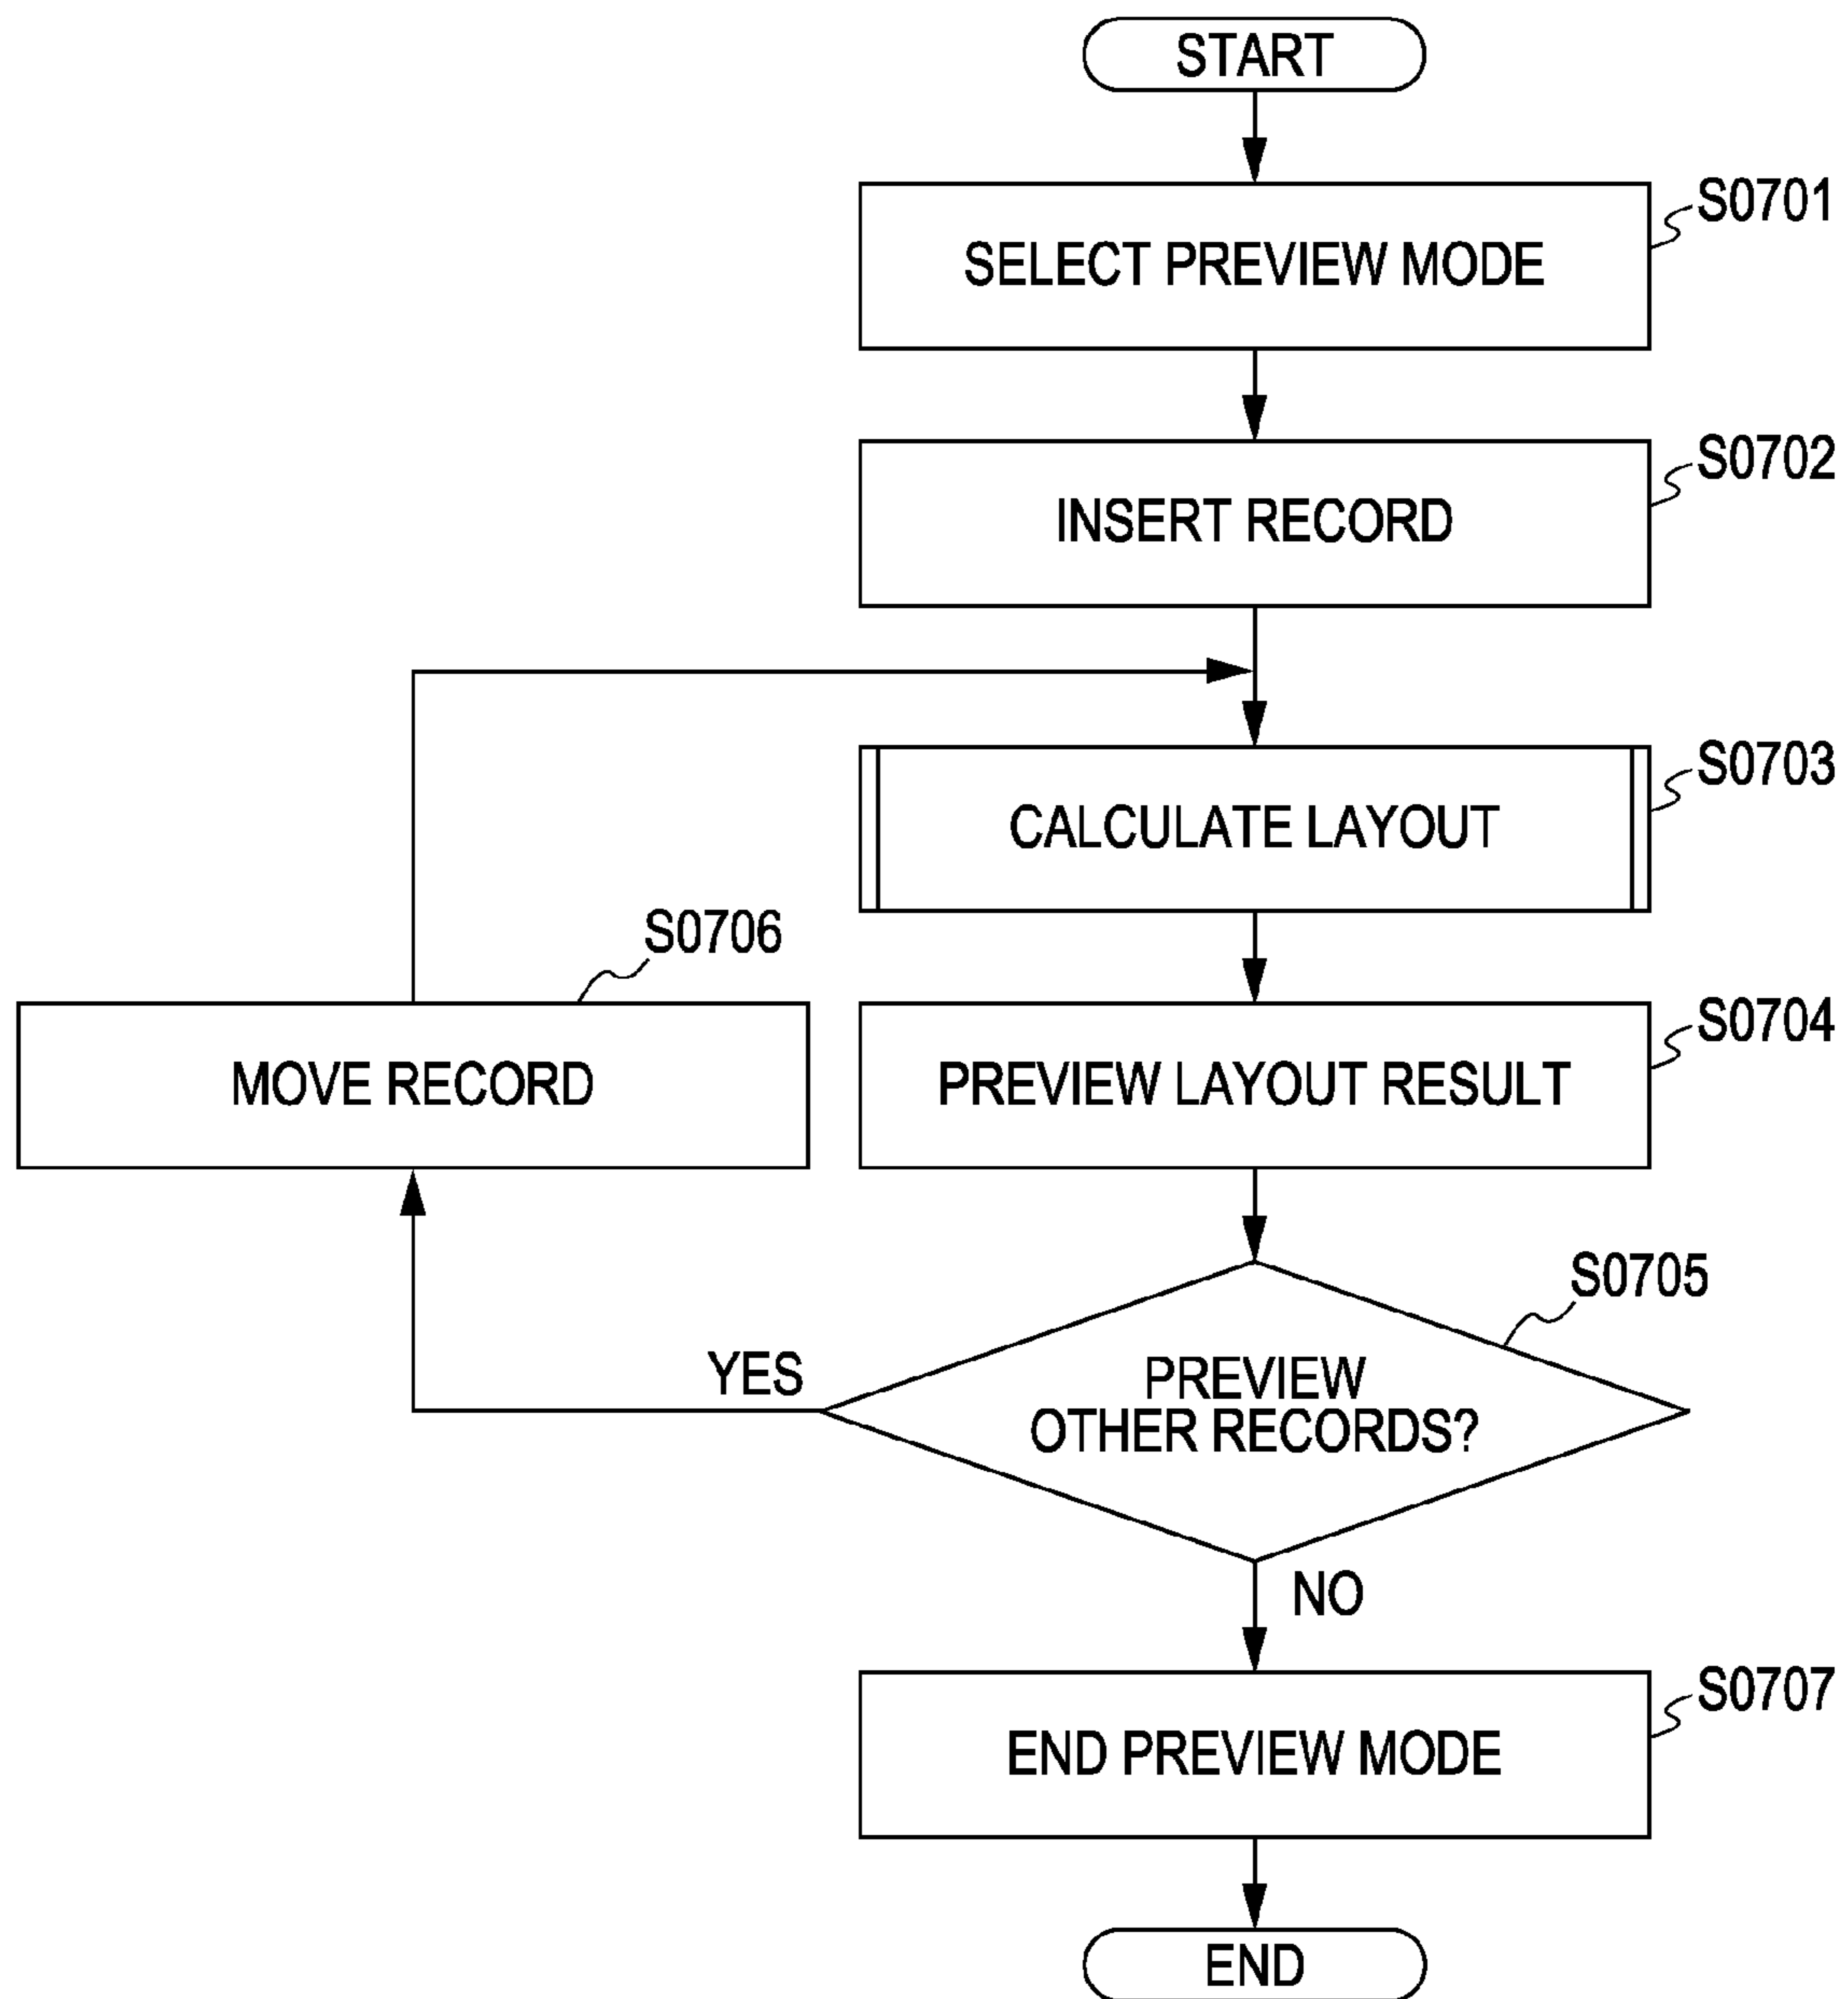 START
S0701
SELECT PREVIEW MODE
S0702
INSERT RECORD
S0703
CALCULATE LAYOUT
S0706
MOVE RECORD
S0704
PREVIEW LAYOUT RESULT
S0705
YES
PREVIEW
OTHER RECORDS?
NO
S0707
END PREVIEW MODE
END